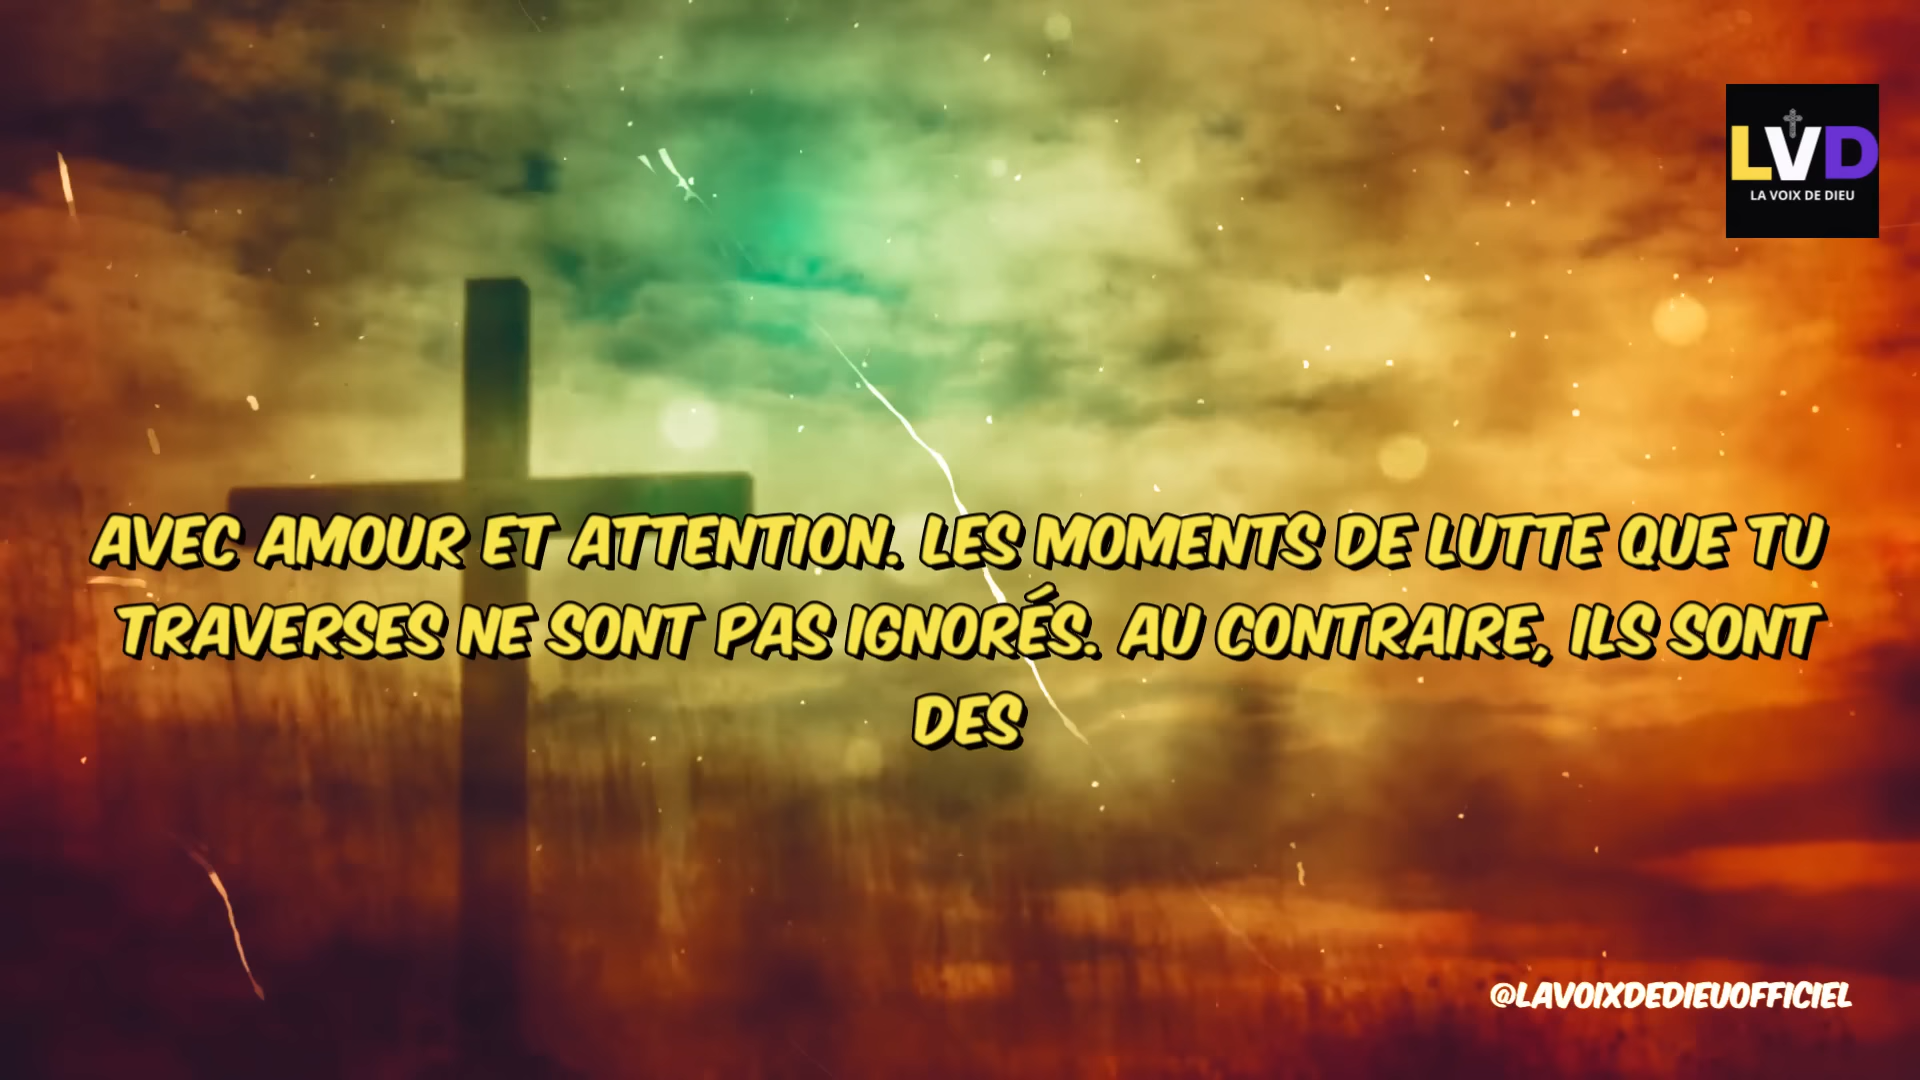 LVD
LA VOIX DE DIEU
AVEC AMOUR ET ATTENTION. LES MOMENTS DE LUTTE QUE TU
TRAVERSES NE SONT PAS IGNORÉS. AU CONTRAIRE, ILS SONT
DES
@LAVOIXDEDIEUOFFICIEL